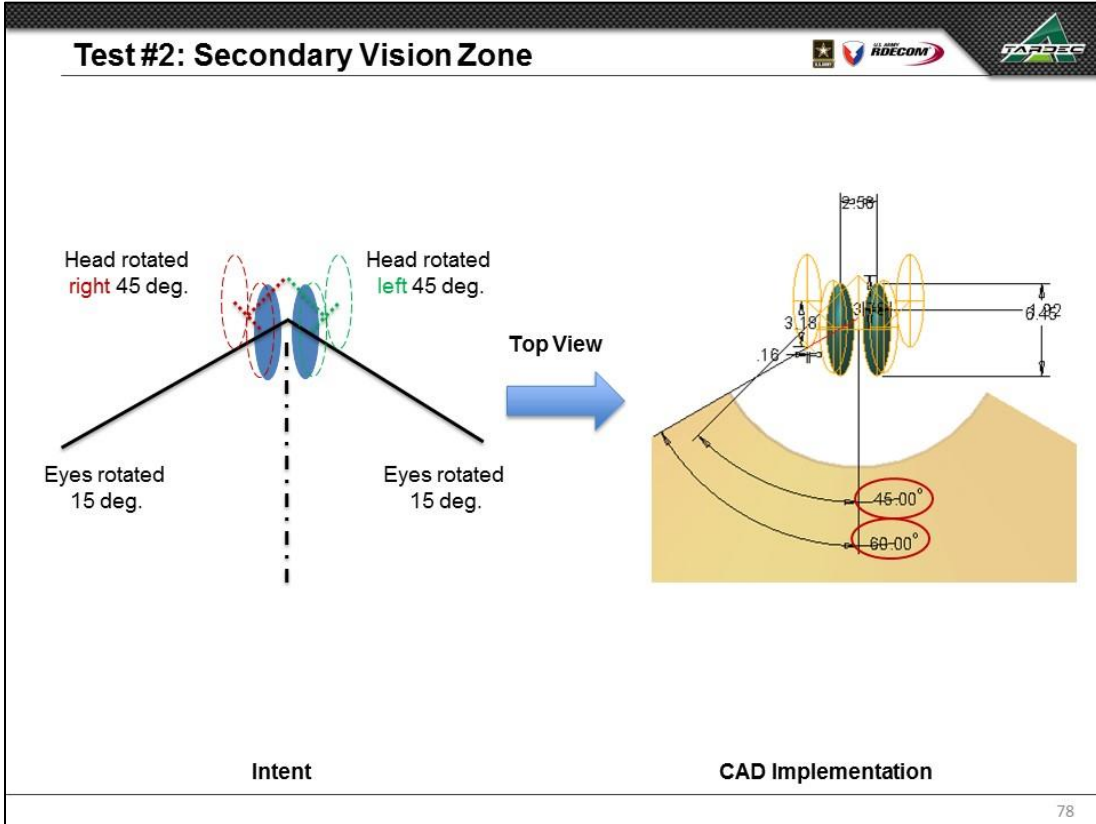 Test #2: Secondary Vision Zone
U.S. ARMY
U.S. ARMY
RDECOM
TARDEC
Head rotated
right 45 deg.
Head rotated
left 45 deg.
Eyes rotated
15 deg.
Eyes rotated
15 deg.
Top View
3.18
.16
45.00°
60.00°
Intent
CAD Implementation
78